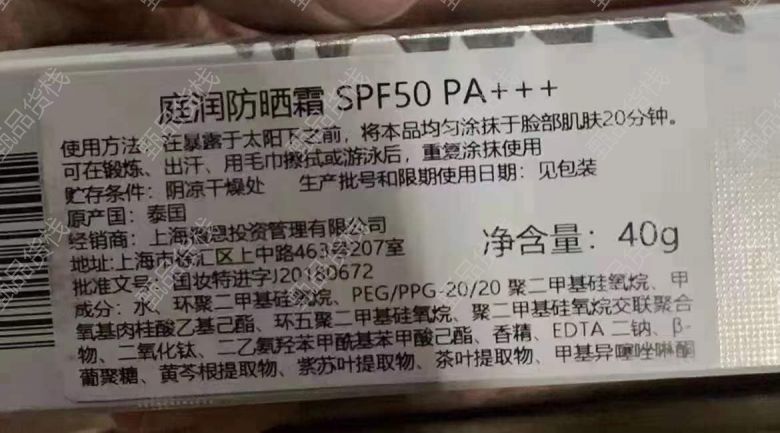 庭润防晒霜 SPF50 PA+++
使用方法：在暴露于太阳下之前，将本品均匀涂抹于脸部肌肤20分钟。
可在锻炼、出汗、用毛巾擦拭或游泳后，重复涂抹使用
贮存条件：阴凉干燥处 生产批号和限期使用日期：见包装
原产国：泰国
经销商：上海 恩投资管理有限公司
净含量：40g
地址:上海市徐汇区上中路463号207室
批准文号：国妆特进字J20180672
成分：水、环聚二甲基硅氧烷、PEG/PPG-20/20 聚二甲基硅氧烷、甲
氧基肉桂酸乙基己酯、环五聚二甲基硅氧烷、聚二甲基硅氧烷交联聚合
物、二氧化钛、二乙氨羟苯甲酰基苯甲酸己酯、香精、EDTA 二钠、β-
葡聚糖、黄芩根提取物、紫苏叶提取物、茶叶提取物、甲基异噻唑啉酮